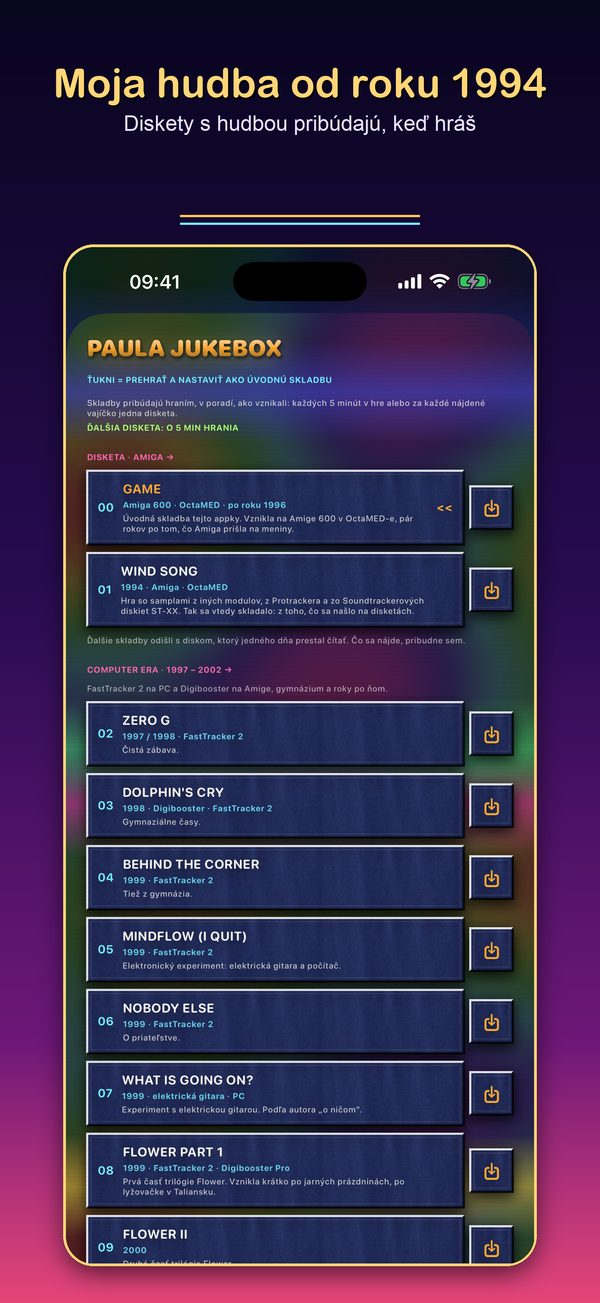 Moja hudba od roku 1994
Diskety s hudbou pribúdajú, keď hráš
09:41
PAULA JUKEBOX
ŤUKNI = PREHRAŤ A NASTAVIŤ AKO ÚVODNÚ SKLADBU
Skladby pribúdajú hraním, v poradí, ako vznikali: každých 5 minút v hre alebo za každé nájdené
vajíčko jedna disketa.
ĎALŠIA DISKETA: O 5 MIN HRANIA
DISKETA · AMIGA →
00
GAME
Amiga 600 · OctaMED · po roku 1996
Úvodná skladba tejto appky. Vznikla na Amige 600 v OctaMED-e, pár
rokov po tom, čo Amiga prišla na meniny.
<<
01
WIND SONG
1994 · Amiga · OctaMED
Hra so samplami z iných modulov, z Protrackera a zo Soundtrackerových
diskiet ST-XX. Tak sa vtedy skladalo: z toho, čo sa našlo na disketách.
Ďalšie skladby odišli s diskom, ktorý jedného dňa prestal čítať. Čo sa nájde, pribudne sem.
COMPUTER ERA · 1997 – 2002 →
FastTracker 2 na PC a Digibooster na Amige, gymnázium a roky po ňom.
02
ZERO G
1997 / 1998 · FastTracker 2
Čistá zábava.
03
DOLPHIN'S CRY
1998 · Digibooster · FastTracker 2
Gymnaziálne časy.
04
BEHIND THE CORNER
1999 · FastTracker 2
Tiež z gymnázia.
05
MINDFLOW (I QUIT)
1999 · FastTracker 2
Elektronický experiment: elektrická gitara a počítač.
06
NOBODY ELSE
1999 · FastTracker 2
O priateľstve.
07
WHAT IS GOING ON?
1999 · elektrická gitara · PC
Experiment s elektrickou gitarou. Podľa autora „o ničom“.
08
FLOWER PART 1
1999 · FastTracker 2 · Digibooster Pro
Prvá časť trilógie Flower. Vznikla krátko po jarných prázdninách, po
lyžovačke v Taliansku.
09
FLOWER II
2000
Druhá časť trilógie Flower.